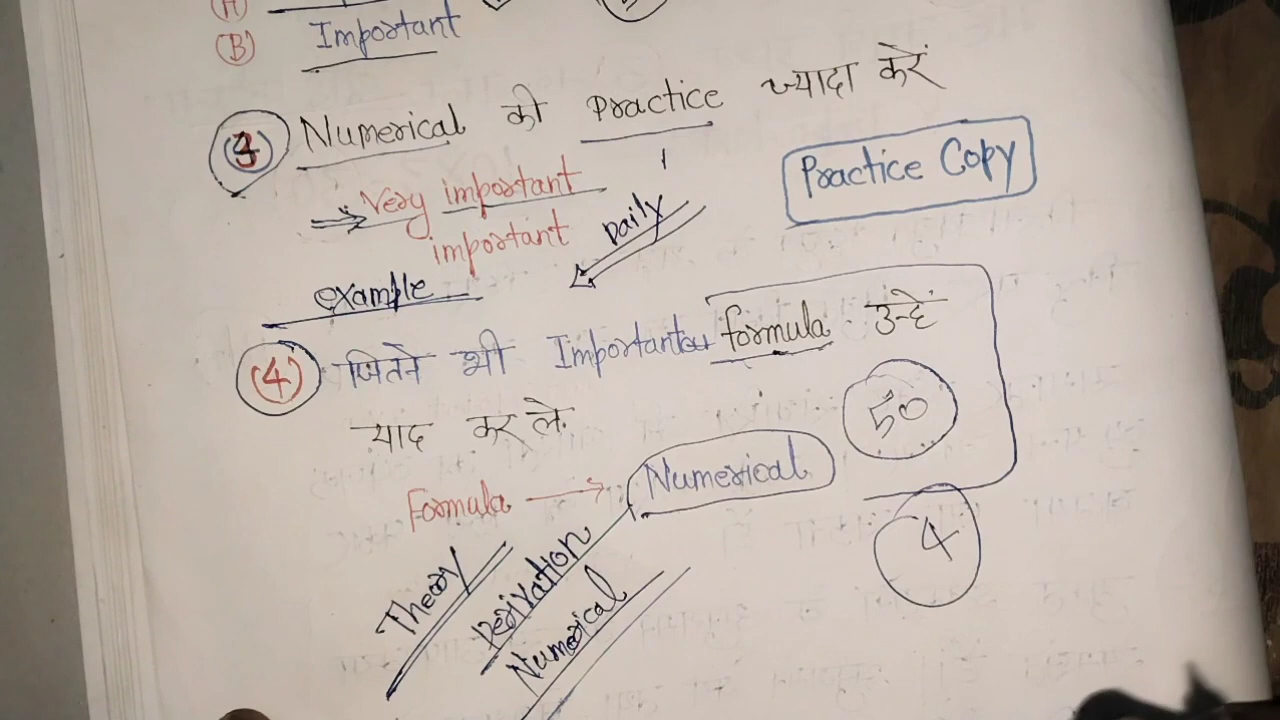 (B) Important
(3) Numerical की Practice ज्यादा करें
Practice Copy
⇒ Very important
important
Daily
example
(4) जितने भी Important formula उन्हें
याद कर ले
50
Formula → Numerical
4
Theory
Derivation
Numerical